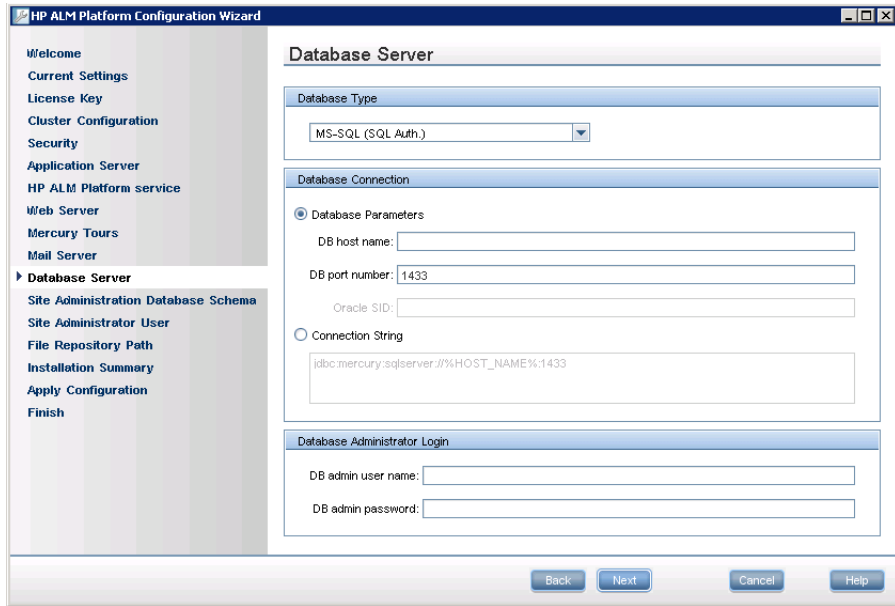 HP ALM Platform Configuration Wizard
Welcome
Current Settings
License Key
Cluster Configuration
Security
Application Server
HP ALM Platform service
Web Server
Mercury Tours
Mail Server
Database Server
Site Administration Database Schema
Site Administrator User
File Repository Path
Installation Summary
Apply Configuration
Finish
Database Server
Database Type
MS-SQL (SQL Auth.)
Database Connection
Database Parameters
DB host name:
DB port number: 1433
Oracle SID:
Connection String
jdbc:mercury:sqlserver://%HOST_NAME%:1433
Database Administrator Login
DB admin user name:
DB admin password:
Back Next Cancel Help